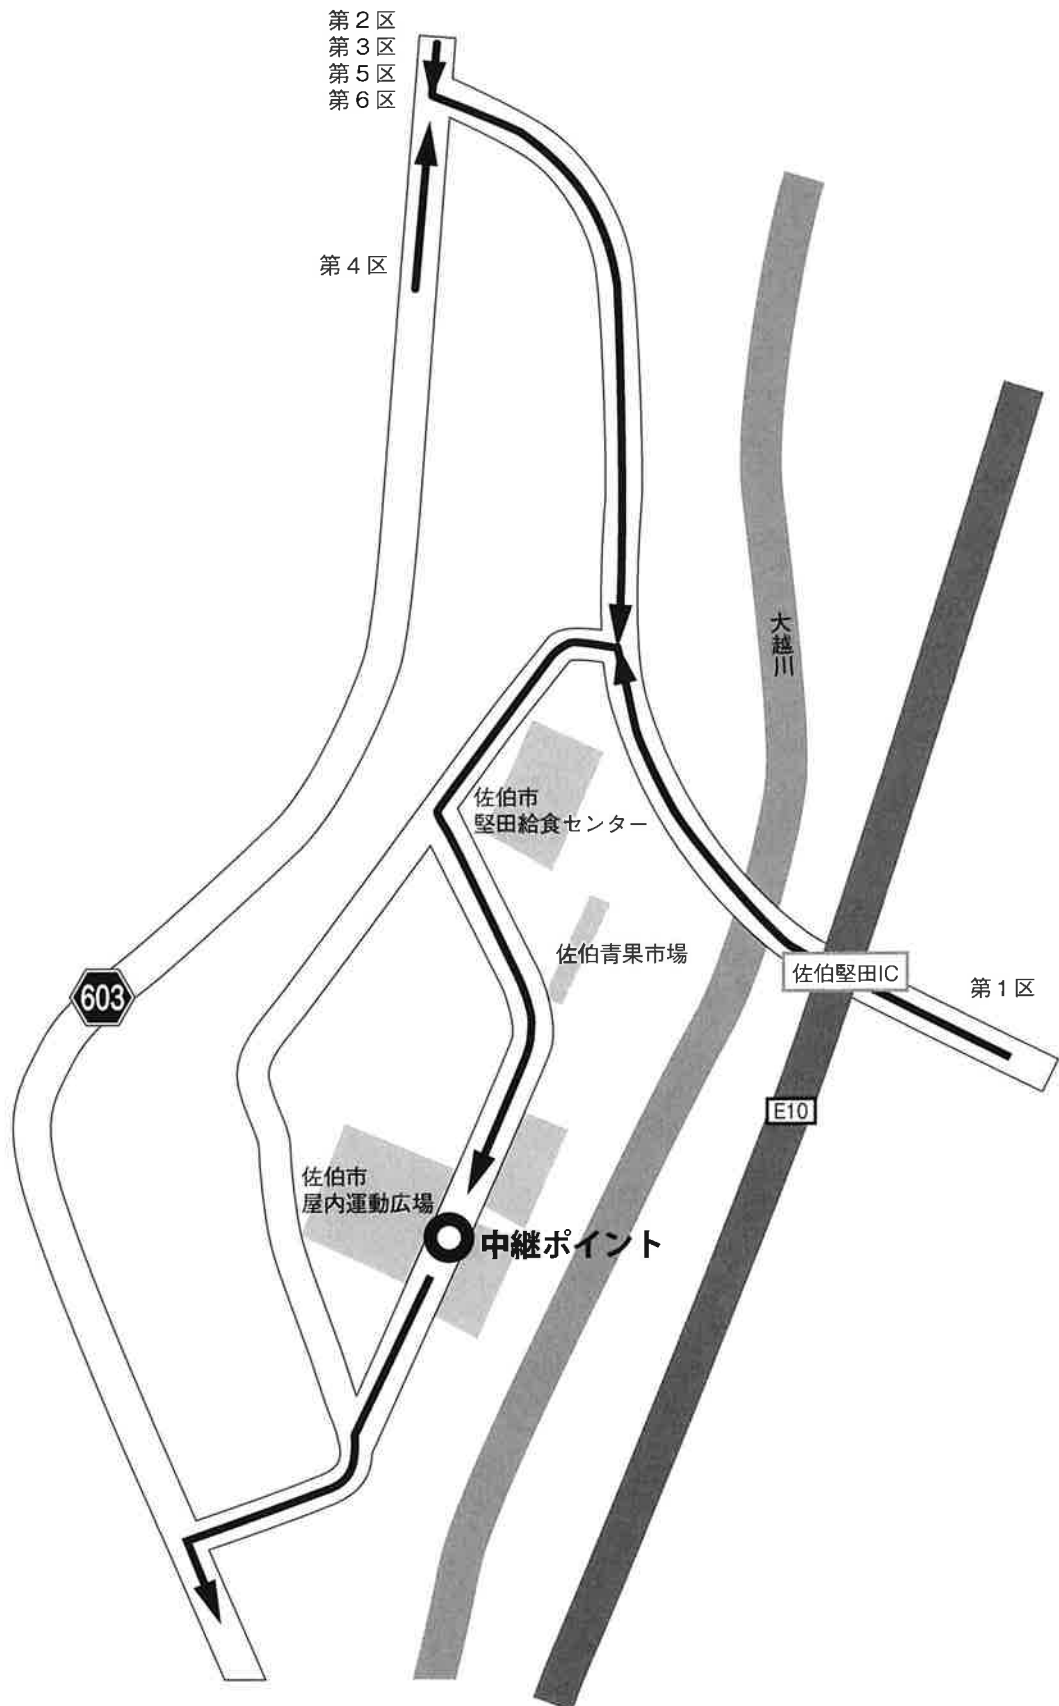 第2区
第3区
第5区
第6区
第4区
大越川
佐伯市
堅田給食センター
佐伯青果市場
佐伯堅田IC
第1区
603
E10
佐伯市
屋内運動広場
中継ポイント